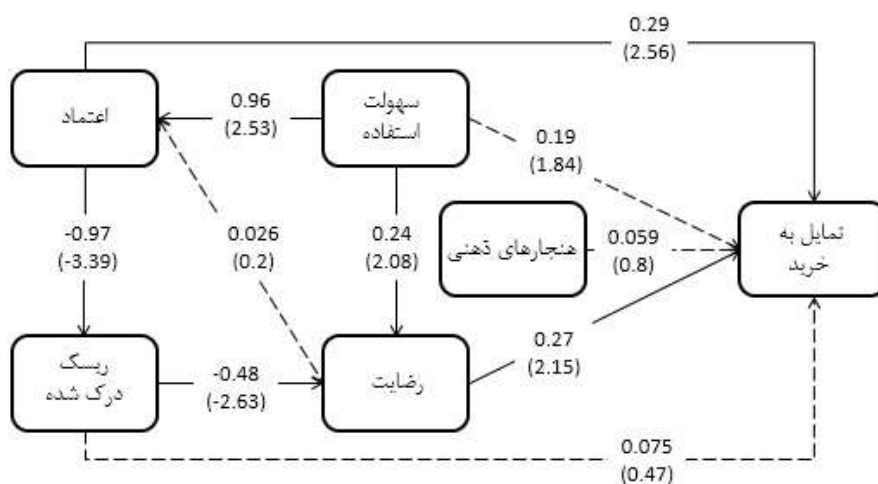 0.29
(2.56)
اعتماد
0.96
(2.53)
سهولت
استفاده
0.19
(1.84)
-0.97
(-3.39)
0.026
(0.2)
0.24
(2.08)
هنجارهای ذهنی
0.059
(0.8)
تمایل به
خرید
ریسک
درک شده
-0.48
(-2.63)
رضایت
0.27
(2.15)
0.075
(0.47)